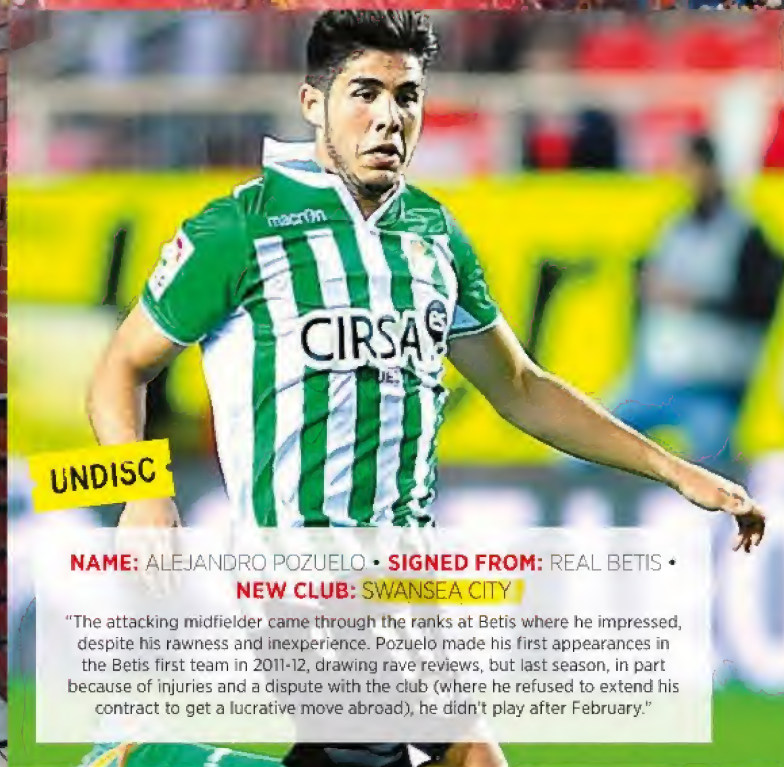 macron
CIRSA
UNDISC
NAME: ALEJANDRO POZUELO • SIGNED FROM: REAL BETIS •
NEW CLUB: SWANSEA CITY
"The attacking midfielder came through the ranks at Betis where he impressed,
despite his rawness and inexperience. Pozuelo made his first appearances in
the Betis first team in 2011-12, drawing rave reviews, but last season, in part
because of injuries and a dispute with the club (where he refused to extend his
contract to get a lucrative move abroad), he didn't play after February."